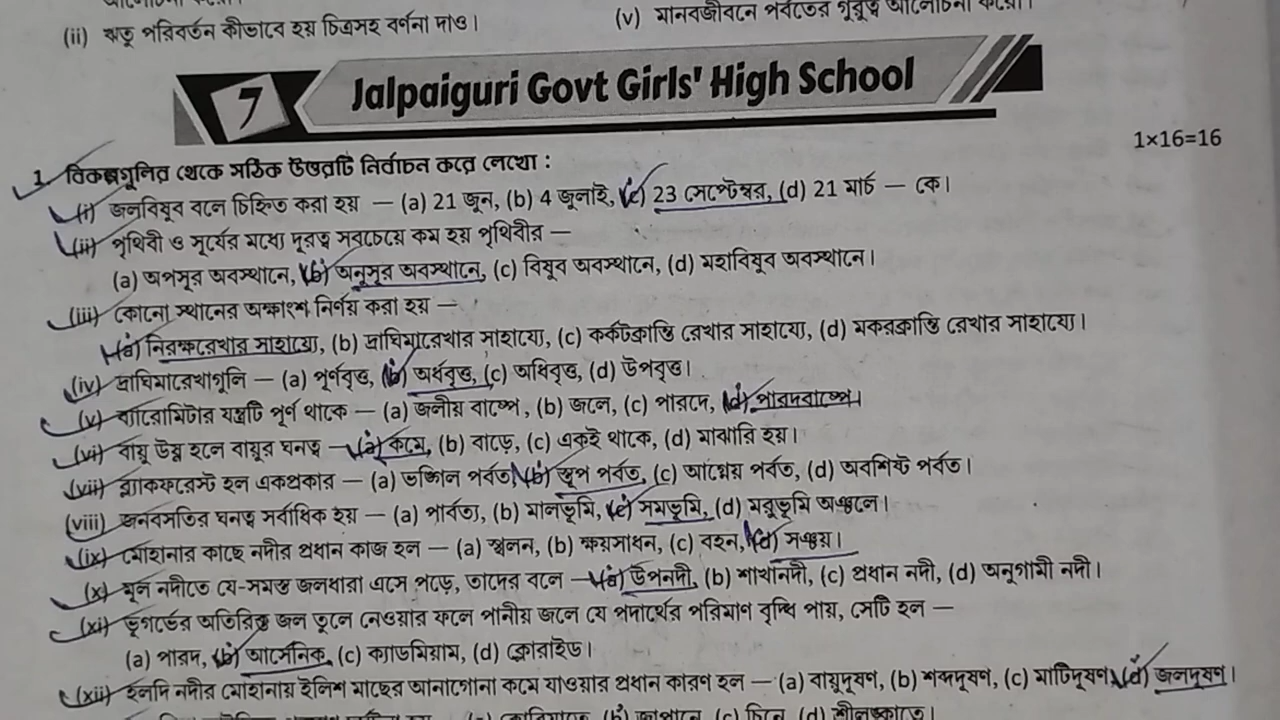 (ii) ঋতু পরিবর্তন কীভাবে হয় চিত্রসহ বর্ণনা দাও।
(v) মানবজীবনে পর্বতের গুরুত্ব আলোচনা করো।
7 Jalpaiguri Govt Girls' High School
1. বিকল্পগুলির থেকে সঠিক উত্তরটি নির্বাচন করে লেখো : 1×16=16
(i) জলবিষুব বলে চিহ্নিত করা হয় — (a) 21 জুন, (b) 4 জুলাই, (c) 23 সেপ্টেম্বর, (d) 21 মার্চ — কে।
(ii) পৃথিবী ও সূর্যের মধ্যে দূরত্ব সবচেয়ে কম হয় পৃথিবীর —
(a) অপসূর অবস্থানে, (b) অনুসূর অবস্থানে, (c) বিষুব অবস্থানে, (d) মহাবিষুব অবস্থানে।
(iii) কোনো স্থানের অক্ষাংশ নির্ণয় করা হয় —
(a) নিরক্ষরেখার সাহায্যে, (b) দ্রাঘিমারেখার সাহায্যে, (c) কর্কটক্রান্তি রেখার সাহায্যে, (d) মকরক্রান্তি রেখার সাহায্যে।
(iv) দ্রাঘিমারেখাগুলি — (a) পূর্ণবৃত্ত, (b) অর্ধবৃত্ত, (c) অধিবৃত্ত, (d) উপবৃত্ত।
(v) ব্যারোমিটার যন্ত্রটি পূর্ণ থাকে — (a) জলীয় বাষ্পে, (b) জলে, (c) পারদে, (d) পারদবাষ্পে।
(vi) বায়ু উষ্ণ হলে বায়ুর ঘনত্ব — (a) কমে, (b) বাড়ে, (c) একই থাকে, (d) মাঝারি হয়।
(vii) ব্ল্যাকফরেস্ট হল একপ্রকার — (a) ভঙ্গিল পর্বত, (b) স্তূপ পর্বত, (c) আগ্নেয় পর্বত, (d) অবশিষ্ট পর্বত।
(viii) জনবসতির ঘনত্ব সর্বাধিক হয় — (a) পার্বত্য, (b) মালভূমি, (c) সমভূমি, (d) মরুভূমি অঞ্চলে।
(ix) মোহানার কাছে নদীর প্রধান কাজ হল — (a) স্খলন, (b) ক্ষয়সাধন, (c) বহন, (d) সঞ্চয়।
(x) মূল নদীতে যে-সমস্ত জলধারা এসে পড়ে, তাদের বলে — (a) উপনদী, (b) শাখানদী, (c) প্রধান নদী, (d) অনুগামী নদী।
(xi) ভূগর্ভের অতিরিক্ত জল তুলে নেওয়ার ফলে পানীয় জলে যে পদার্থের পরিমাণ বৃদ্ধি পায়, সেটি হল —
(a) পারদ, (b) আর্সেনিক, (c) ক্যাডমিয়াম, (d) ক্লোরাইড।
(xii) হলদি নদীর মোহানায় ইলিশ মাছের আনাগোনা কমে যাওয়ার প্রধান কারণ হল — (a) বায়ুদূষণ, (b) শব্দদূষণ, (c) মাটিদূষণ, (d) জলদূষণ।
(b) জাপানে, (c) চিনে, (d) শ্রীলঙ্কাতে।